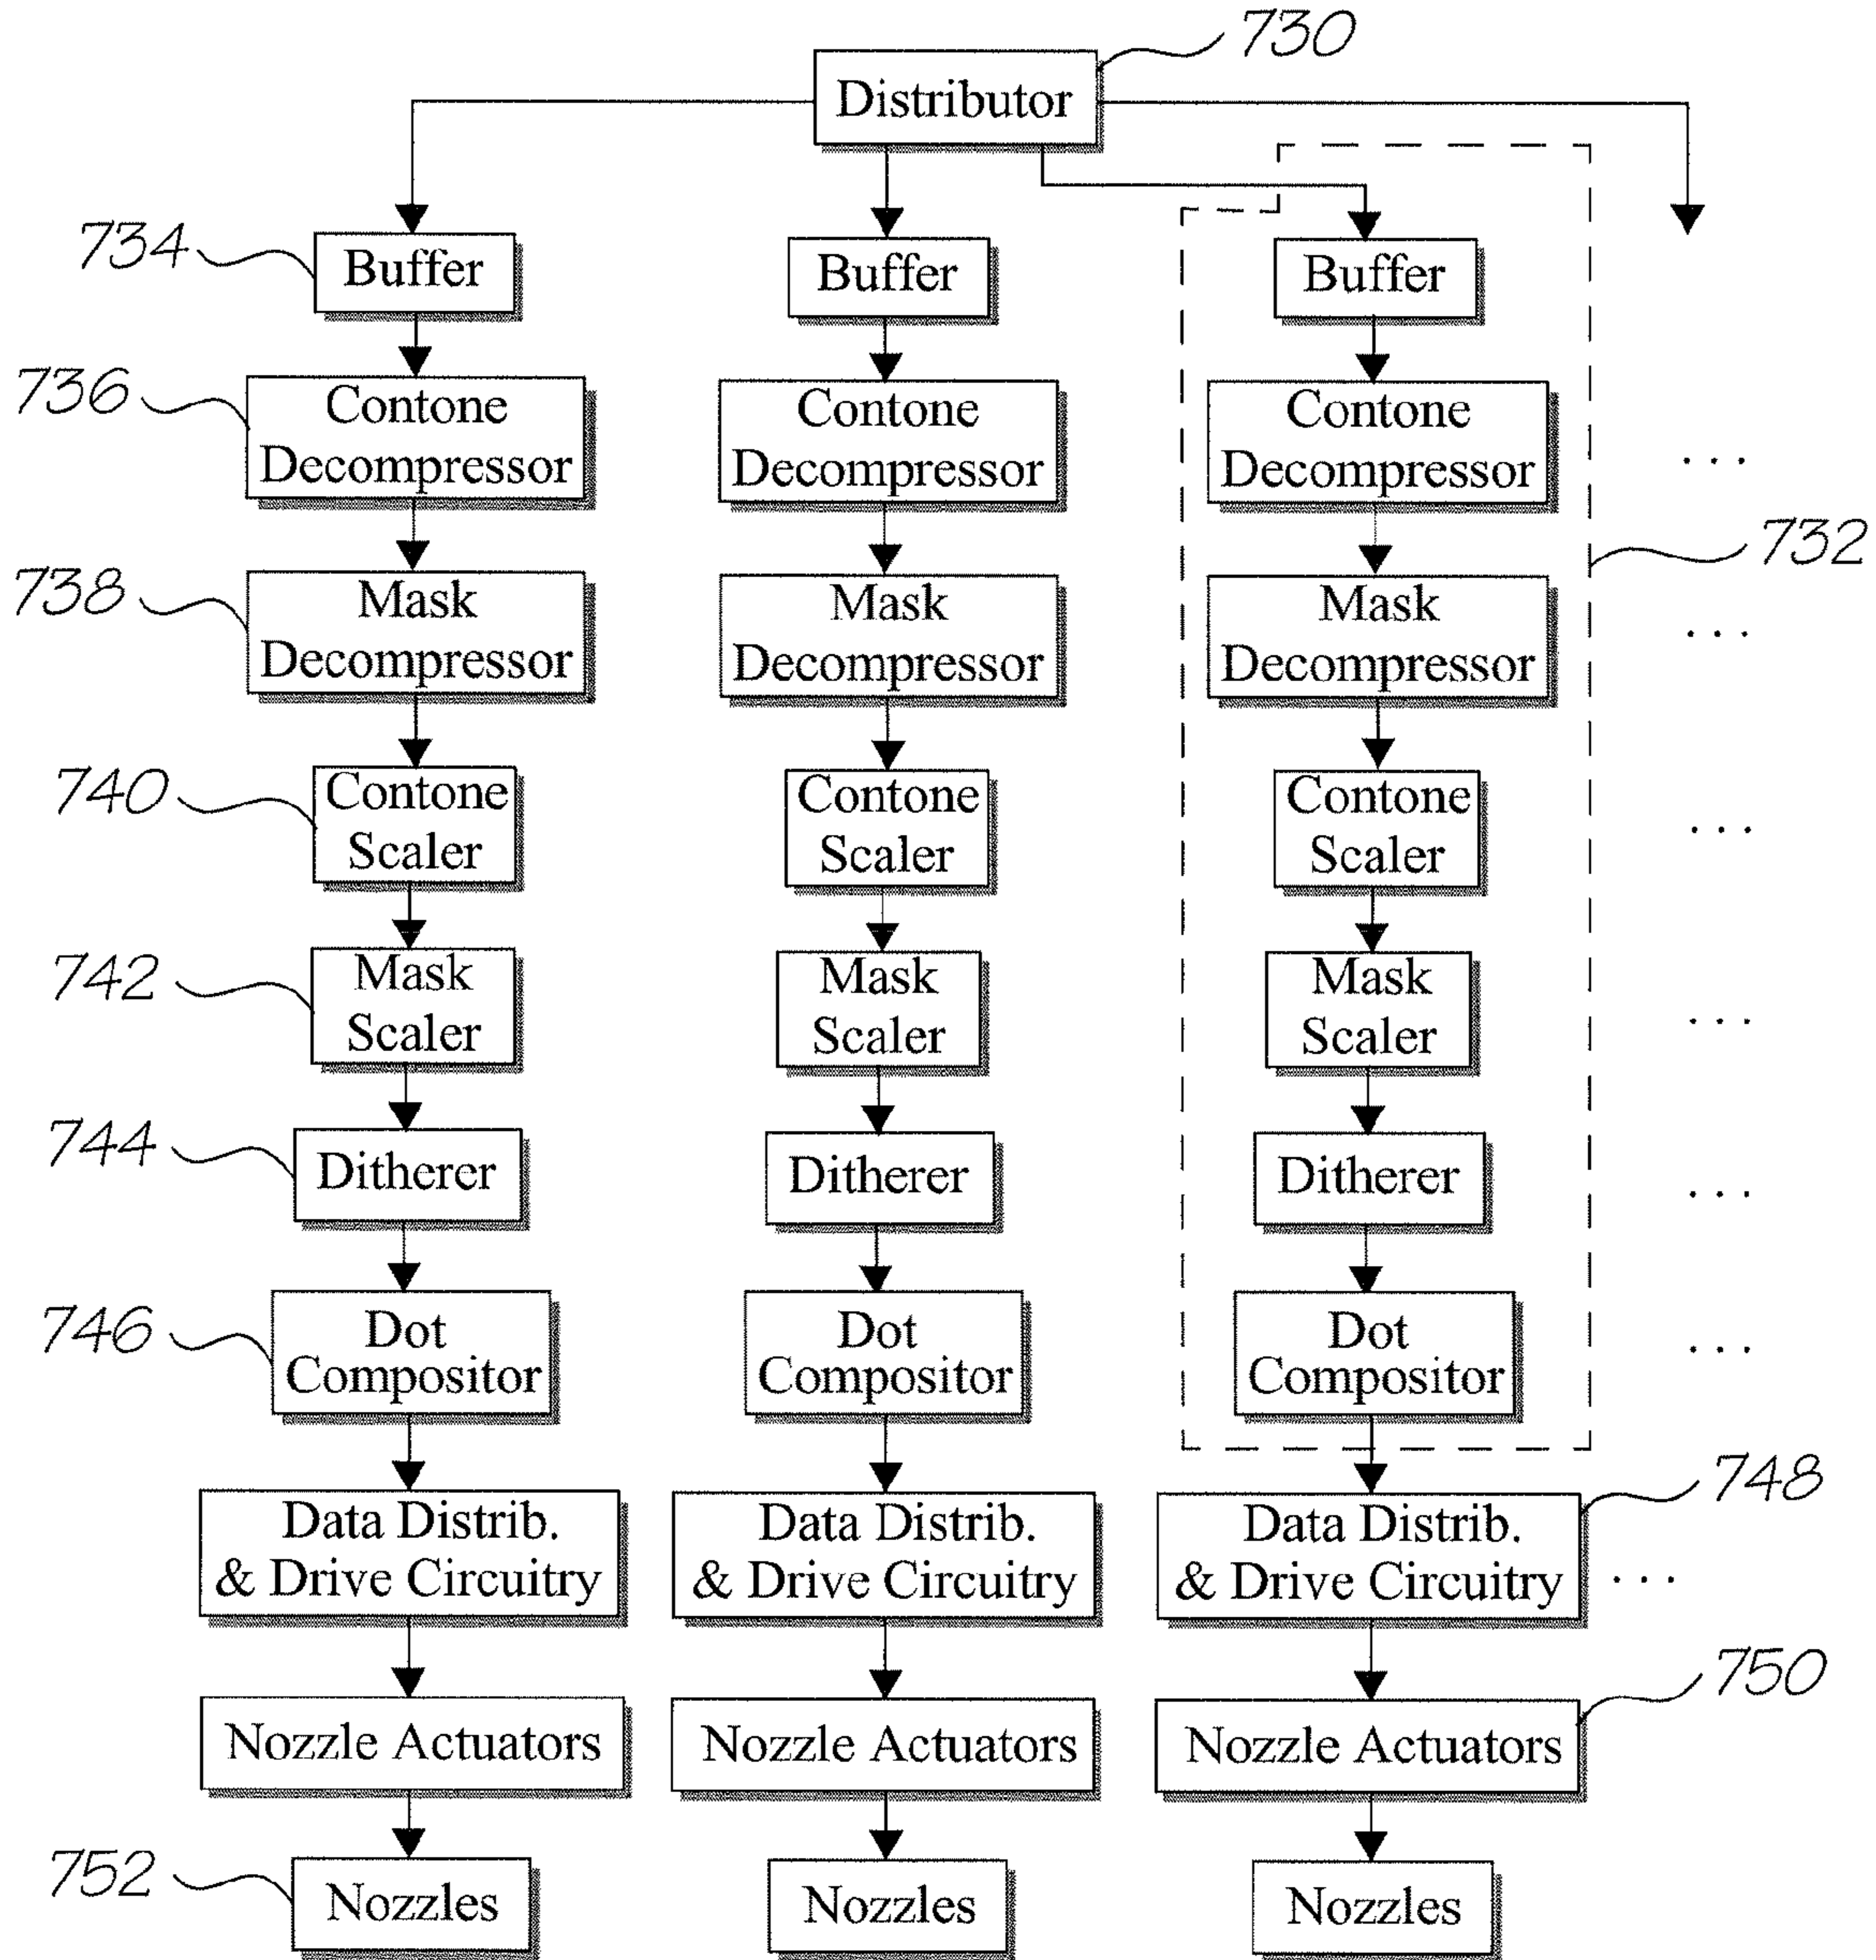 730
Distributor
734
Buffer
Buffer
Buffer
736
Contone
Decompressor
Contone
Decompressor
Contone
Decompressor
...
732
738
Mask
Decompressor
Mask
Decompressor
Mask
Decompressor
...
740
Contone
Scaler
Contone
Scaler
Contone
Scaler
...
742
Mask
Scaler
Mask
Scaler
Mask
Scaler
...
744
Ditherer
Ditherer
Ditherer
...
746
Dot
Compositor
Dot
Compositor
Dot
Compositor
...
748
Data Distrib.
& Drive Circuitry
Data Distrib.
& Drive Circuitry
Data Distrib.
& Drive Circuitry
...
750
Nozzle Actuators
Nozzle Actuators
Nozzle Actuators
752
Nozzles
Nozzles
Nozzles